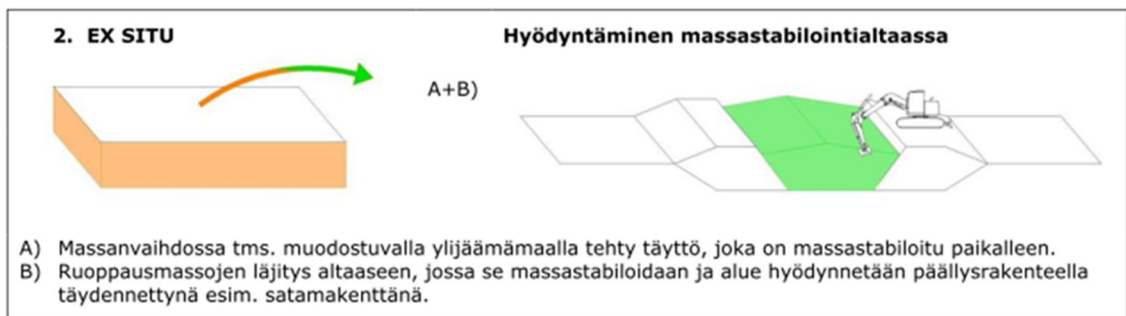 2. EX SITU
Hyödyntäminen massastabilointialtaassa
A+B)
A) Massanvaihdossa tms. muodostuvalla ylijäämämaalla tehty täyttö, joka on massastabiloitu paikalleen.
B) Ruoppausmassojen läjitys altaaseen, jossa se massastabiloidaan ja alue hyödynnetään päällysrakenteella
täydennettynä esim. satamakenttänä.